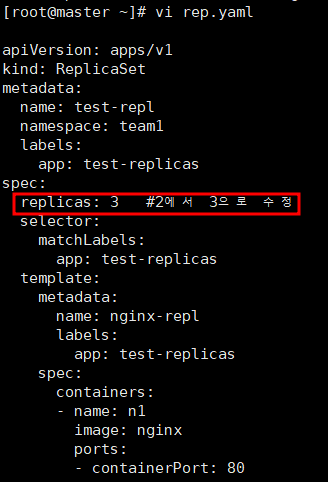 [root@master ~]# vi rep.yaml
apiVersion: apps/v1
kind: ReplicaSet
metadata:
  name: test-repl
  namespace: team1
  labels:
    app: test-replicas
spec:
  replicas: 3   #2에서 3으로 수정
  selector:
    matchLabels:
      app: test-replicas
  template:
    metadata:
      name: nginx-repl
      labels:
        app: test-replicas
    spec:
      containers:
      - name: n1
        image: nginx
        ports:
        - containerPort: 80